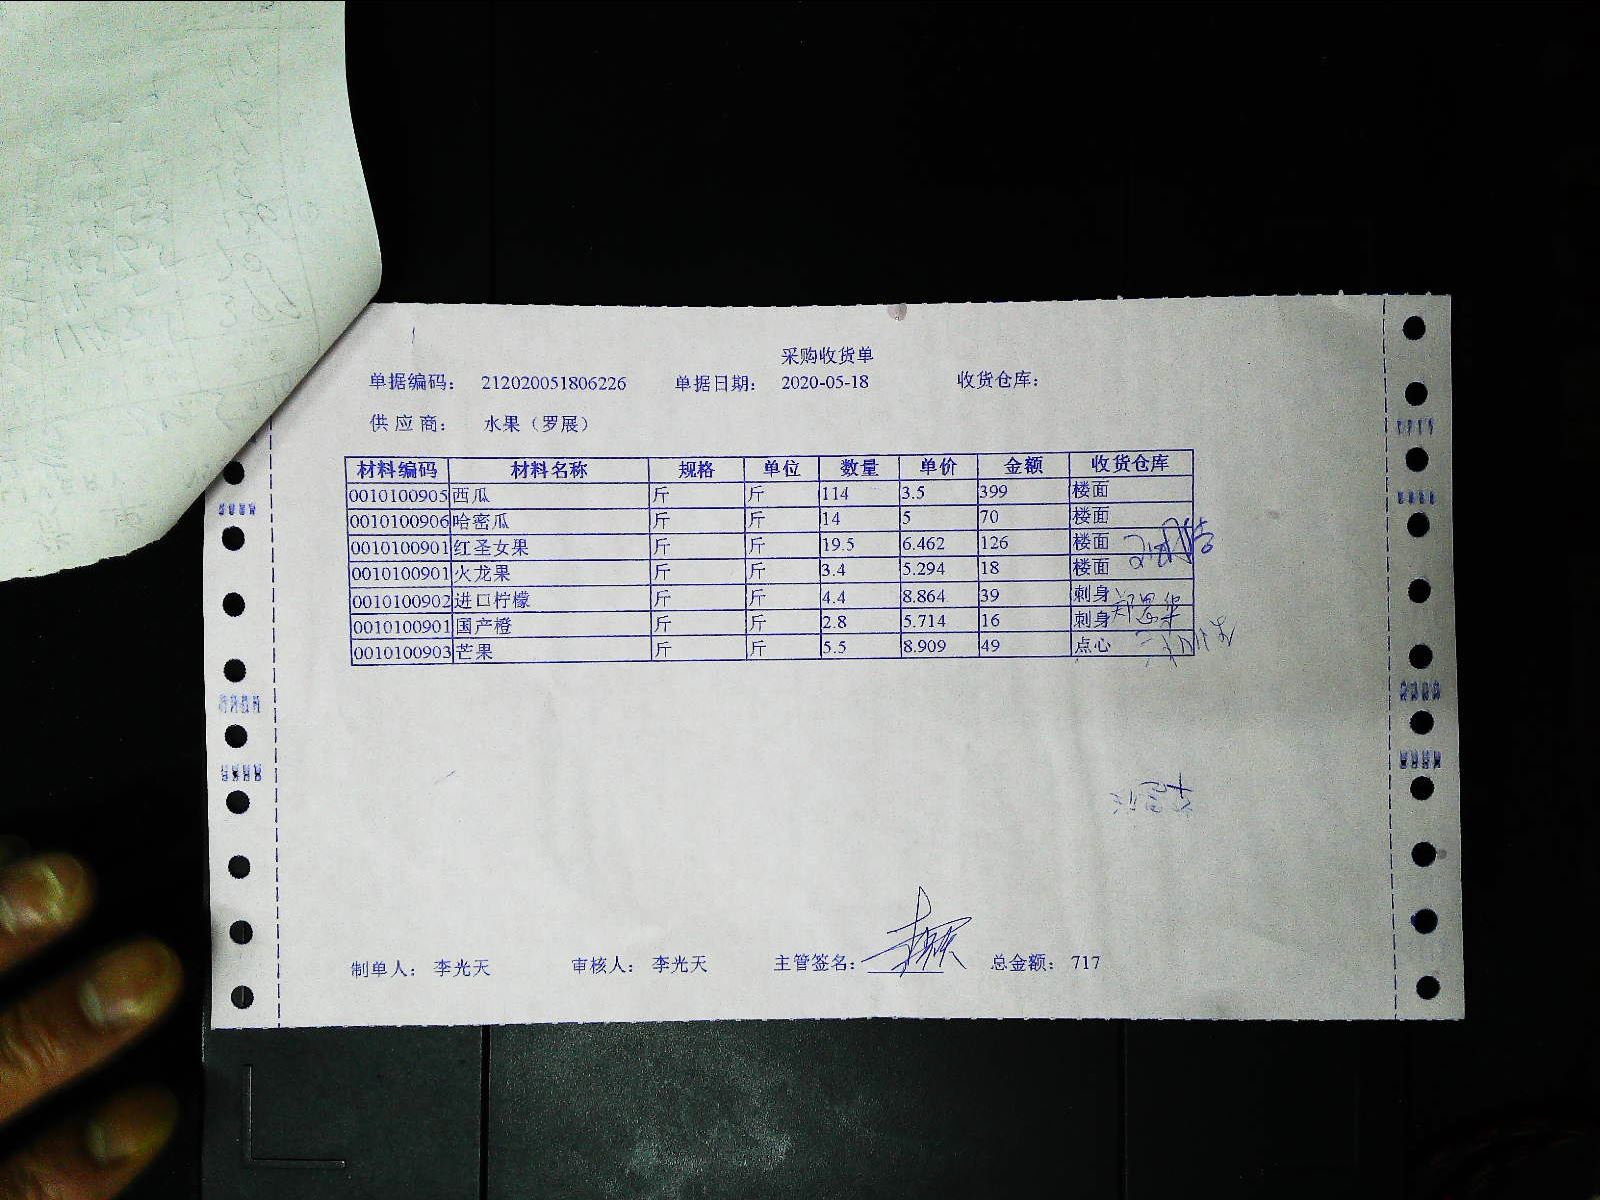 采购收货单
单据编码： 212020051806226 单据日期： 2020-05-18 收货仓库：
供 应 商： 水果（罗展）
材料编码 材料名称 规格 单位 数量 单价 金额 收货仓库
0010100905 西瓜 斤 斤 114 3.5 399 楼面
0010100906 哈密瓜 斤 斤 14 5 70 楼面
0010100901 红圣女果 斤 斤 19.5 6.462 126 楼面
0010100901 火龙果 斤 斤 3.4 5.294 18 楼面
0010100902 进口柠檬 斤 斤 4.4 8.864 39 刺身
0010100901 国产橙 斤 斤 2.8 5.714 16 刺身
0010100903 芒果 斤 斤 5.5 8.909 49 点心
制单人： 李光天 审核人： 李光天 主管签名： 总金额： 717